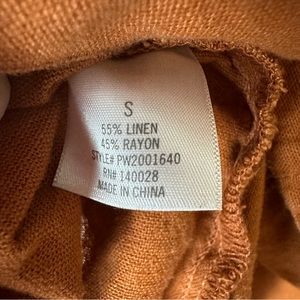 S
55% LINEN
45% RAYON
STYLE# PW2001640
RN# 140028
MADE IN CHINA